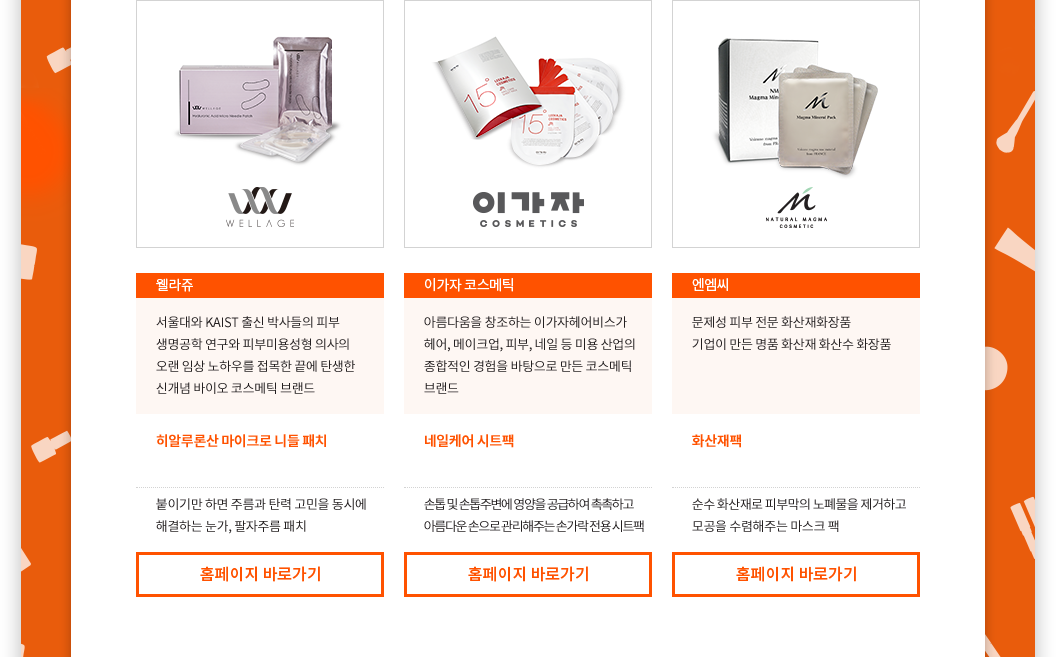 WELLAGE
Hyaluronic Acid Micro Needle Patch
WELLAGE
15°
LEEKAJA
COSMETICS
15°
이가자
COSMETICS
Magma Mineral Pack
NATURAL MAGMA
COSMETIC
웰라쥬
서울대와 KAIST 출신 박사들의 피부
생명공학 연구와 피부미용성형 의사의
오랜 임상 노하우를 접목한 끝에 탄생한
신개념 바이오 코스메틱 브랜드
히알루론산 마이크로 니들 패치
붙이기만 하면 주름과 탄력 고민을 동시에
해결하는 눈가, 팔자주름 패치
홈페이지 바로가기
이가자 코스메틱
아름다움을 창조하는 이가자헤어비스가
헤어, 메이크업, 피부, 네일 등 미용 산업의
종합적인 경험을 바탕으로 만든 코스메틱
브랜드
네일케어 시트팩
손톱 및 손톱주변에 영양을 공급하여 촉촉하고
아름다운 손으로 관리해주는 손가락 전용 시트팩
홈페이지 바로가기
엔엠씨
문제성 피부 전문 화산재화장품
기업이 만든 명품 화산재 화산수 화장품
화산재팩
순수 화산재로 피부막의 노폐물을 제거하고
모공을 수렴해주는 마스크 팩
홈페이지 바로가기